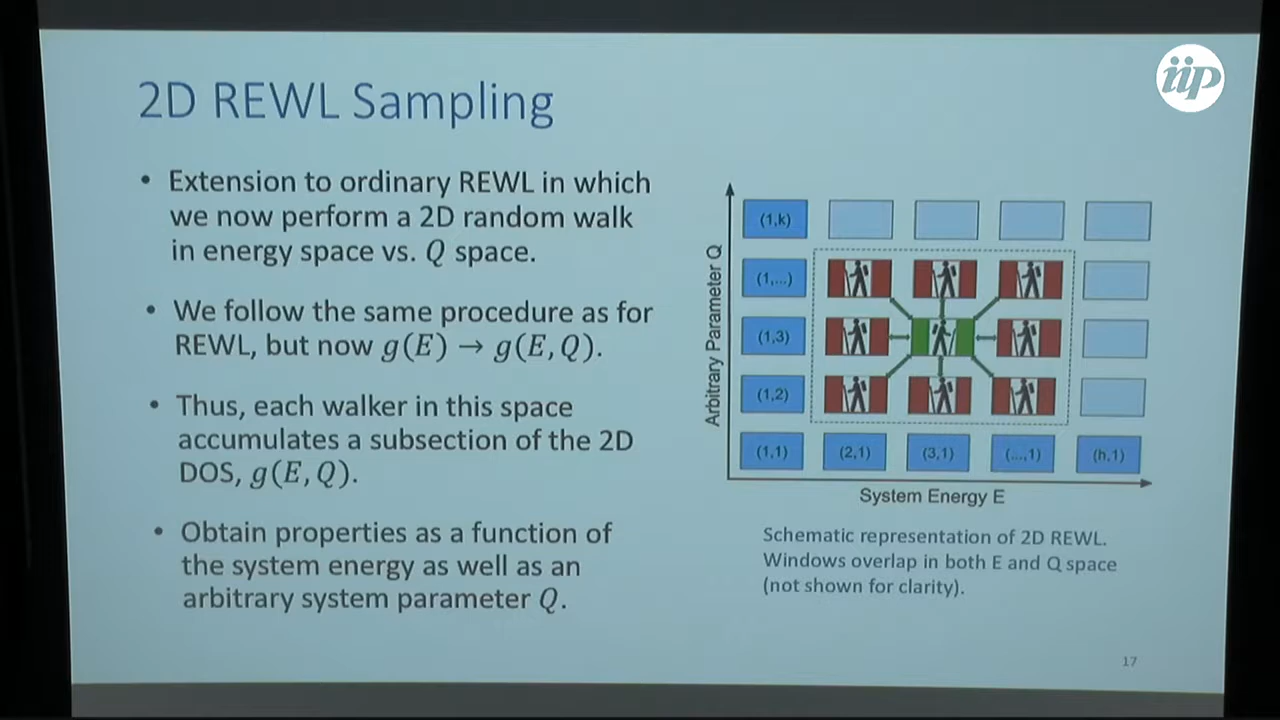 iip
2D REWL Sampling
• Extension to ordinary REWL in which
we now perform a 2D random walk
in energy space vs. Q space.
• We follow the same procedure as for
REWL, but now g(E) → g(E, Q).
• Thus, each walker in this space
accumulates a subsection of the 2D
DOS, g(E, Q).
• Obtain properties as a function of
the system energy as well as an
arbitrary system parameter Q.
Arbitrary Parameter Q
(1,k)
(1,...)
(1,3)
(1,2)
(1,1) (2,1) (3,1) (...,1) (h,1)
System Energy E
Schematic representation of 2D REWL.
Windows overlap in both E and Q space
(not shown for clarity).
17